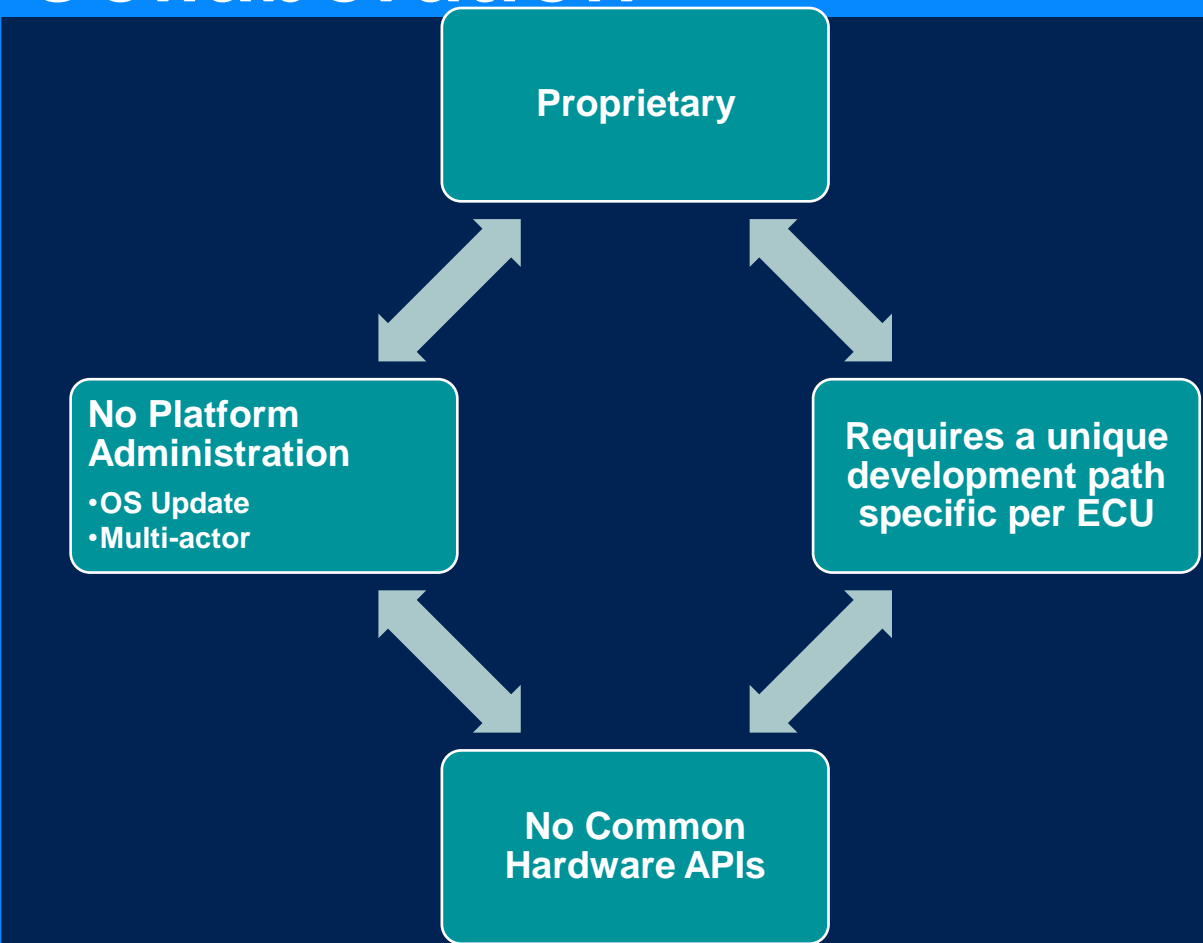 Proprietary
No Platform
Administration
•OS Update
•Multi-actor
Requires a unique
development path
specific per ECU
No Common
Hardware APIs